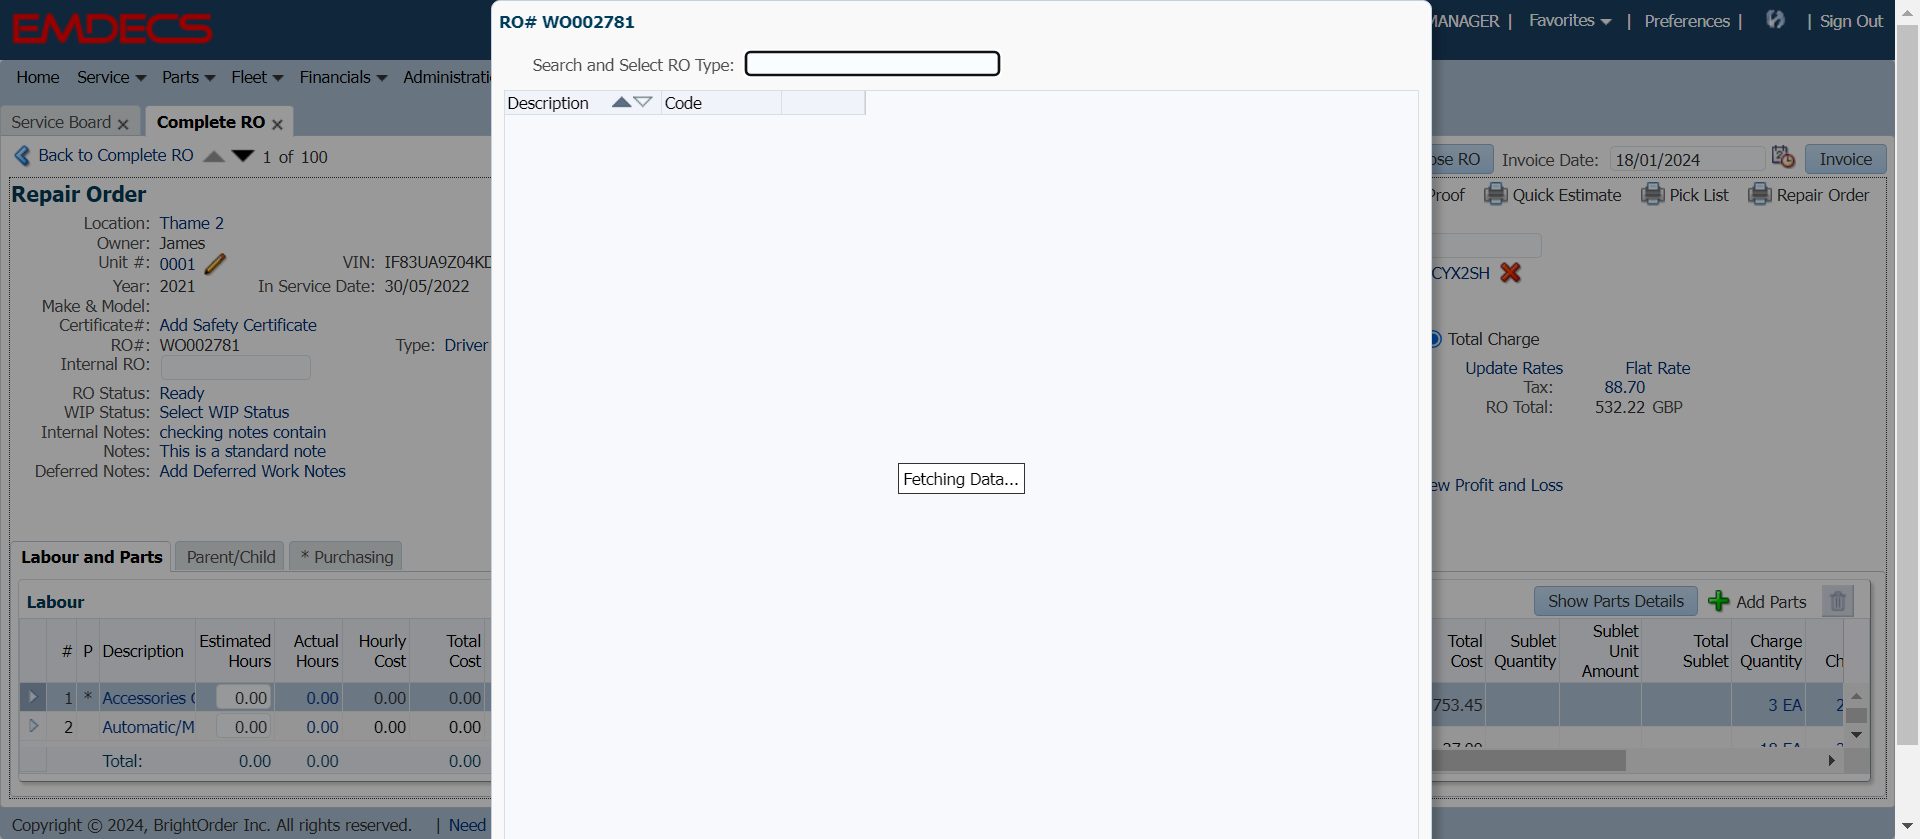 EMDECS
MANAGER | Favorites | Preferences | | Sign Out
Home Service Parts Fleet Financials
Service Board Complete RO
Back to Complete RO 1 of 100
RO# WO002781
Search and Select RO Type:
Description Code
Fetching Data...
RO Invoice Date: 18/01/2024 Invoice
Quick Estimate Pick List Repair Order
Repair Order
Location: Thame 2
Owner: James
Unit #: 0001 VIN: IF83UA9Z04KD
Year: 2021 In Service Date: 30/05/2022
Make & Model:
Certificate#: Add Safety Certificate
RO#: WO002781 Type: Driver
Internal RO:
RO Status: Ready
WIP Status: Select WIP Status
Internal Notes: checking notes contain
Notes: This is a standard note
Deferred Notes: Add Deferred Work Notes
CYX2SH
Total Charge
Update Rates Flat Rate
Tax: 88.70
RO Total: 532.22 GBP
Profit and Loss
Labour and Parts Parent/Child * Purchasing
Labour
# P Description Estimated Hours Actual Hours Hourly Cost Total Cost
1 * Accessories 0.00 0.00 0.00 0.00
2 Automatic/M 0.00 0.00 0.00 0.00
Total: 0.00 0.00 0.00
Show Parts Details Add Parts
Total Cost Sublet Quantity Sublet Unit Amount Total Sublet Charge Quantity Ch
753.45 3 EA 2
Copyright © 2024, BrightOrder Inc. All rights reserved. | Need